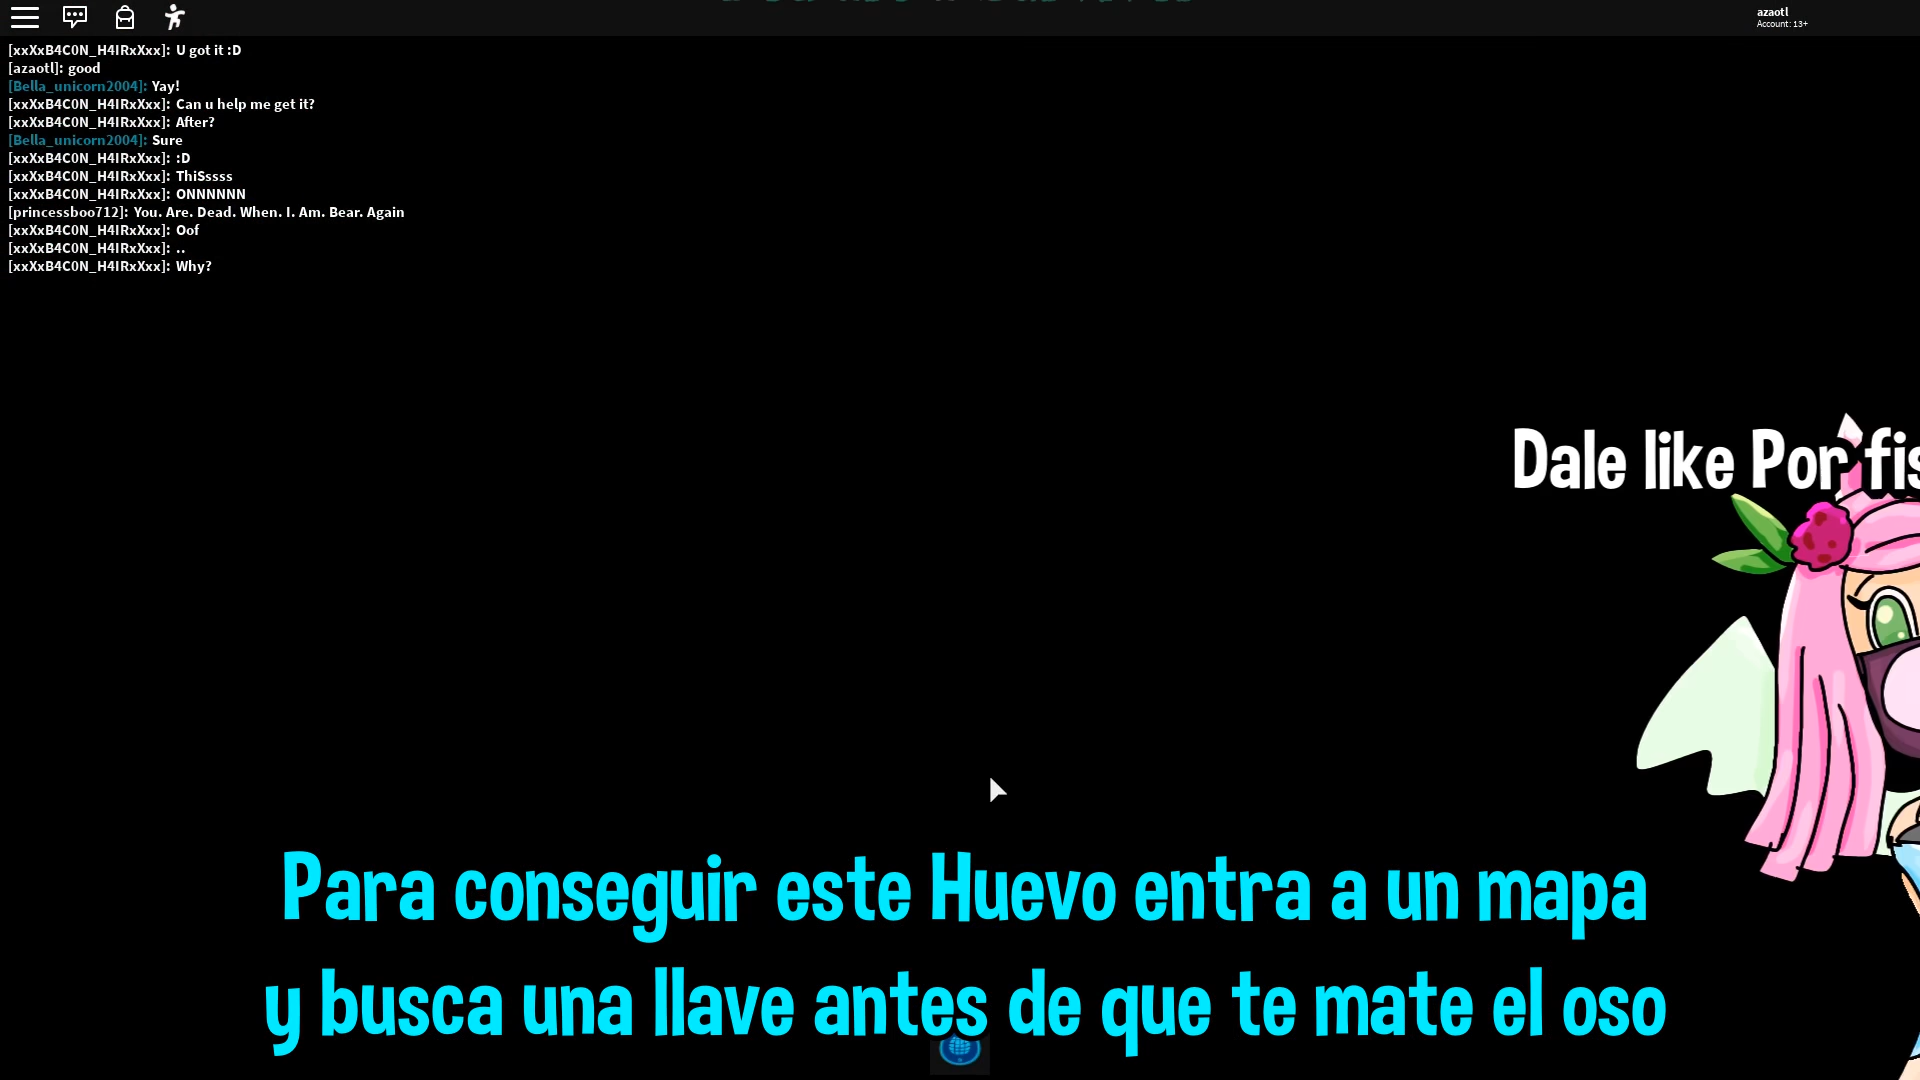 azaotl
Account: 13+
[xxXxB4C0N_H4IRxXxx]: U got it :D
[azaotl]: good
[Bella_unicorn2004]: Yay!
[xxXxB4C0N_H4IRxXxx]: Can u help me get it?
[xxXxB4C0N_H4IRxXxx]: After?
[Bella_unicorn2004]: Sure
[xxXxB4C0N_H4IRxXxx]: :D
[xxXxB4C0N_H4IRxXxx]: ThiSssss
[xxXxB4C0N_H4IRxXxx]: ONNNNNN
[princessboo712]: You. Are. Dead. When. I. Am. Bear. Again
[xxXxB4C0N_H4IRxXxx]: Oof
[xxXxB4C0N_H4IRxXxx]: ..
[xxXxB4C0N_H4IRxXxx]: Why?
Dale like Por fis
Para conseguir este Huevo entra a un mapa
y busca una llave antes de que te mate el oso